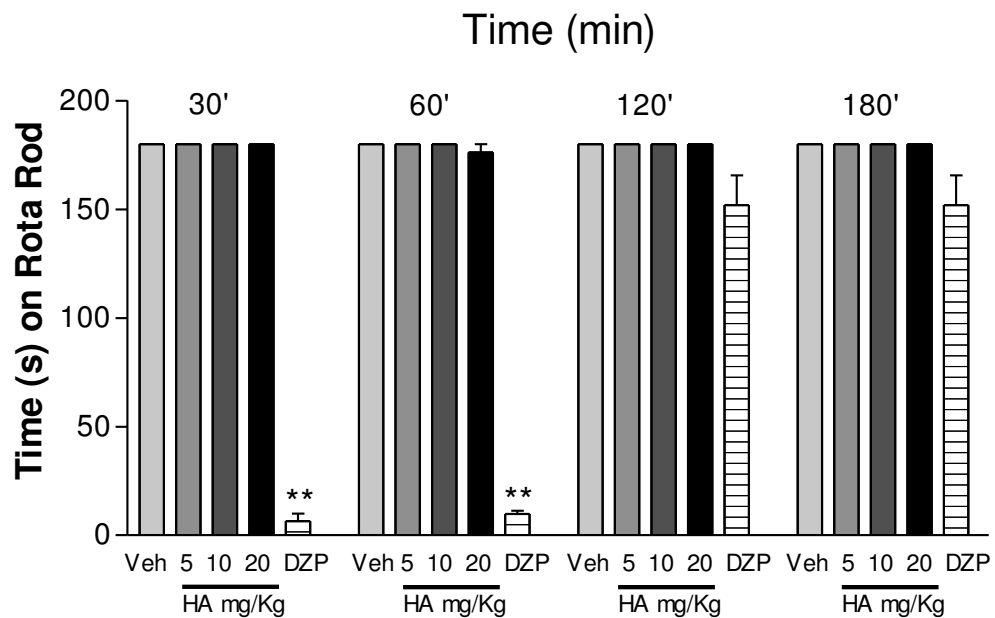 Time (min)
30' 60' 120' 180'
Time (s) on Rota Rod
200
150
100
50
0
** **
Veh 5 10 20 DZP Veh 5 10 20 DZP Veh 5 10 20 DZP Veh 5 10 20 DZP
HA mg/Kg HA mg/Kg HA mg/Kg HA mg/Kg